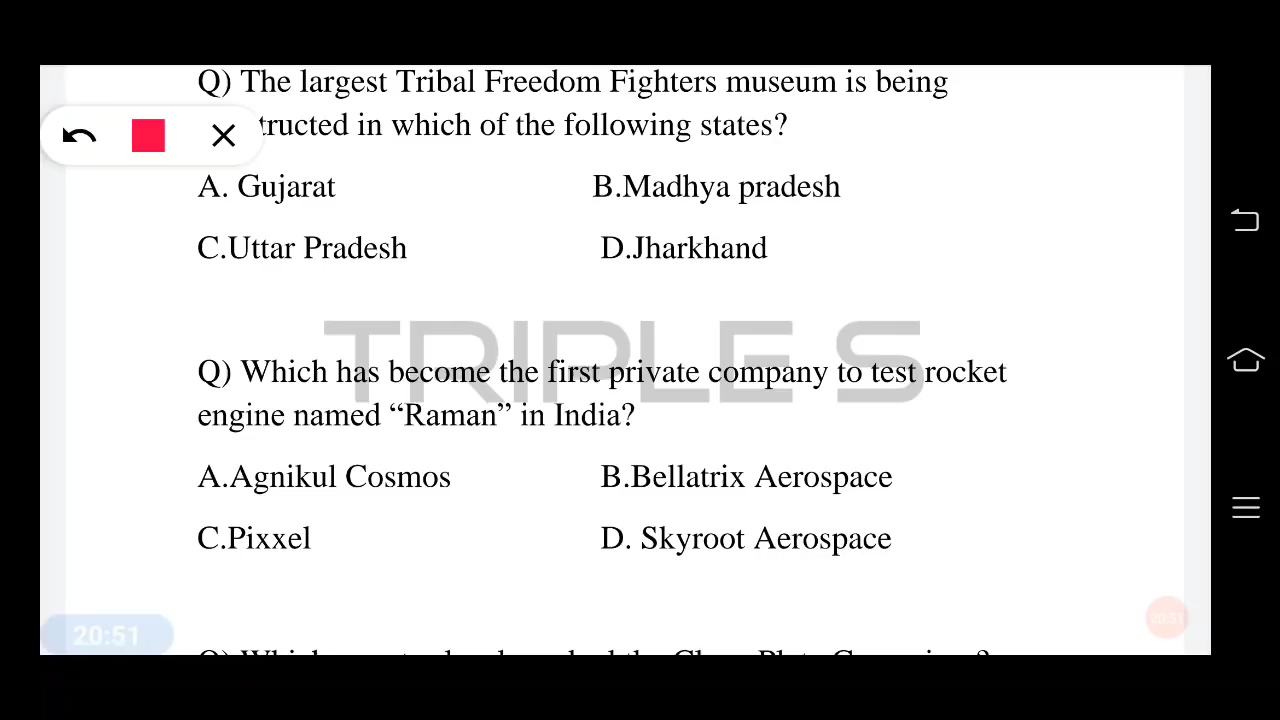 Q) The largest Tribal Freedom Fighters museum is being
tructed in which of the following states?
A. Gujarat B.Madhya pradesh
C.Uttar Pradesh D.Jharkhand
TRIPLE S
Q) Which has become the first private company to test rocket
engine named “Raman” in India?
A.Agnikul Cosmos B.Bellatrix Aerospace
C.Pixxel D. Skyroot Aerospace
20:51
20:51